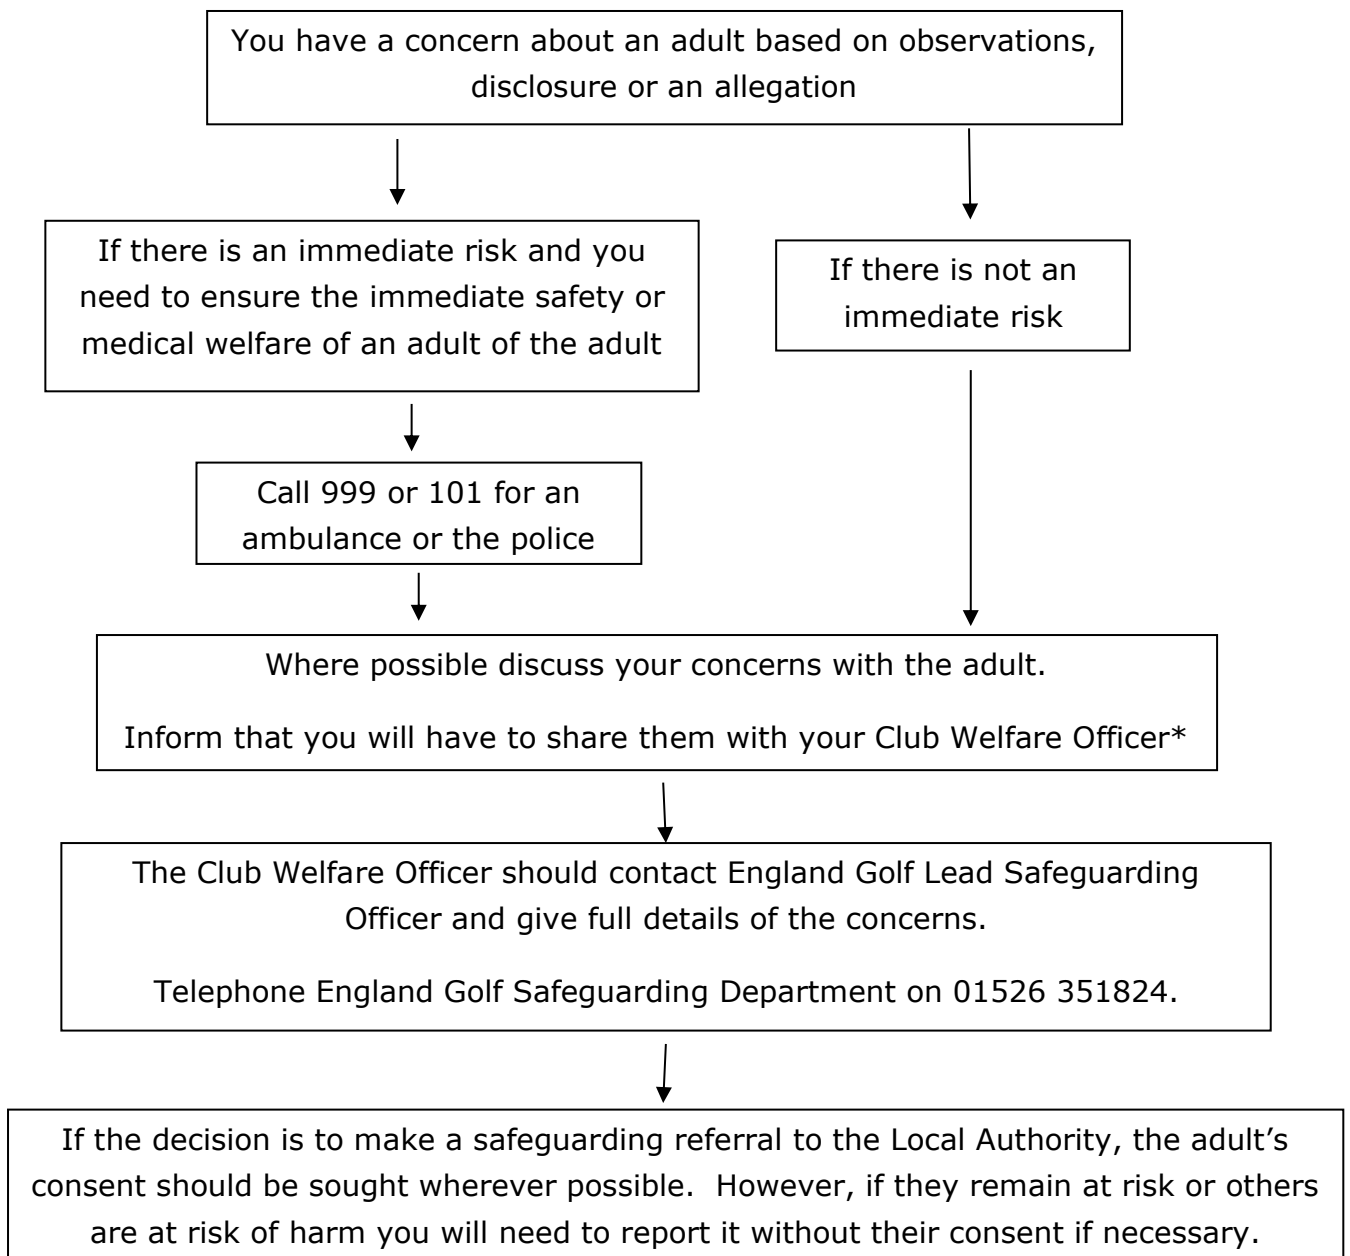 You have a concern about an adult based on observations,
disclosure or an allegation
If there is an immediate risk and you
need to ensure the immediate safety or
medical welfare of an adult of the adult
If there is not an
immediate risk
Call 999 or 101 for an
ambulance or the police
Where possible discuss your concerns with the adult.
Inform that you will have to share them with your Club Welfare Officer*
The Club Welfare Officer should contact England Golf Lead Safeguarding
Officer and give full details of the concerns.
Telephone England Golf Safeguarding Department on 01526 351824.
If the decision is to make a safeguarding referral to the Local Authority, the adult’s
consent should be sought wherever possible.  However, if they remain at risk or others
are at risk of harm you will need to report it without their consent if necessary.